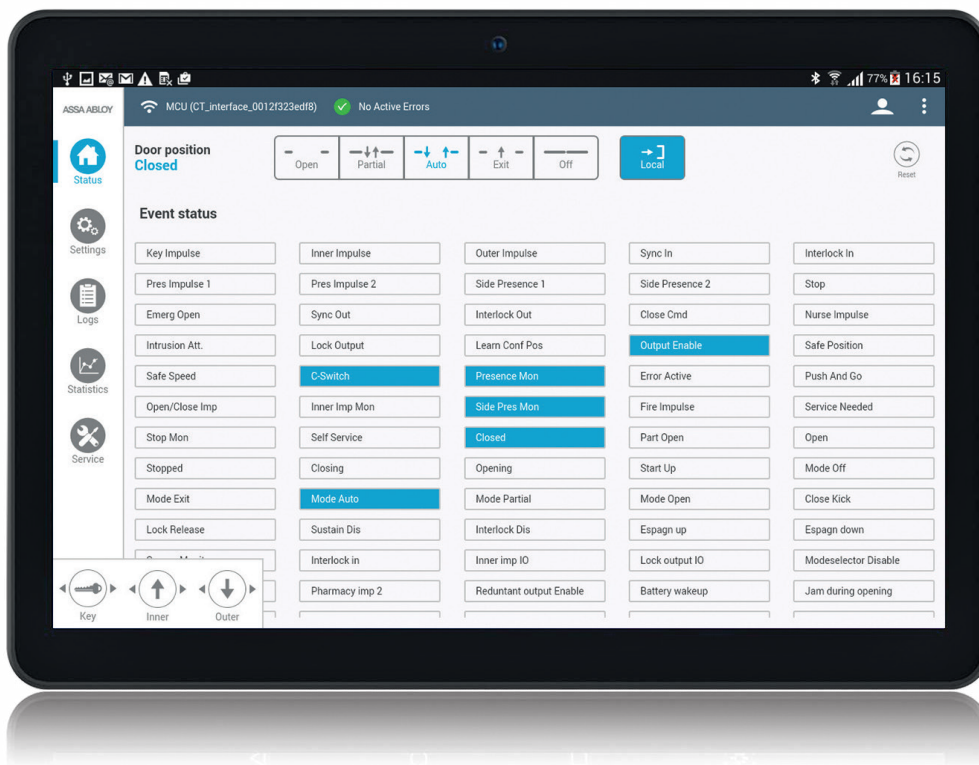 77% 16:15
ASSA ABLOY
MCU (CT_interface_0012f323edf8) No Active Errors
Door position
Closed
Open Partial Auto Exit Off
Local
Reset
Status
Settings
Logs
Statistics
Service
Event status
Key Impulse Inner Impulse Outer Impulse Sync In Interlock In
Pres Impulse 1 Pres Impulse 2 Side Presence 1 Side Presence 2 Stop
Emerg Open Sync Out Interlock Out Close Cmd Nurse Impulse
Intrusion Att. Lock Output Learn Conf Pos Output Enable Safe Position
Safe Speed C-Switch Presence Mon Error Active Push And Go
Open/Close Imp Inner Imp Mon Side Pres Mon Fire Impulse Service Needed
Stop Mon Self Service Closed Part Open Open
Stopped Closing Opening Start Up Mode Off
Mode Exit Mode Auto Mode Partial Mode Open Close Kick
Lock Release Sustain Dis Interlock Dis Espagn up Espagn down
Interlock in Inner imp IO Lock output IO Modeselector Disable
Pharmacy imp 2 Reduntant output Enable Battery wakeup Jam during opening
Key Inner Outer